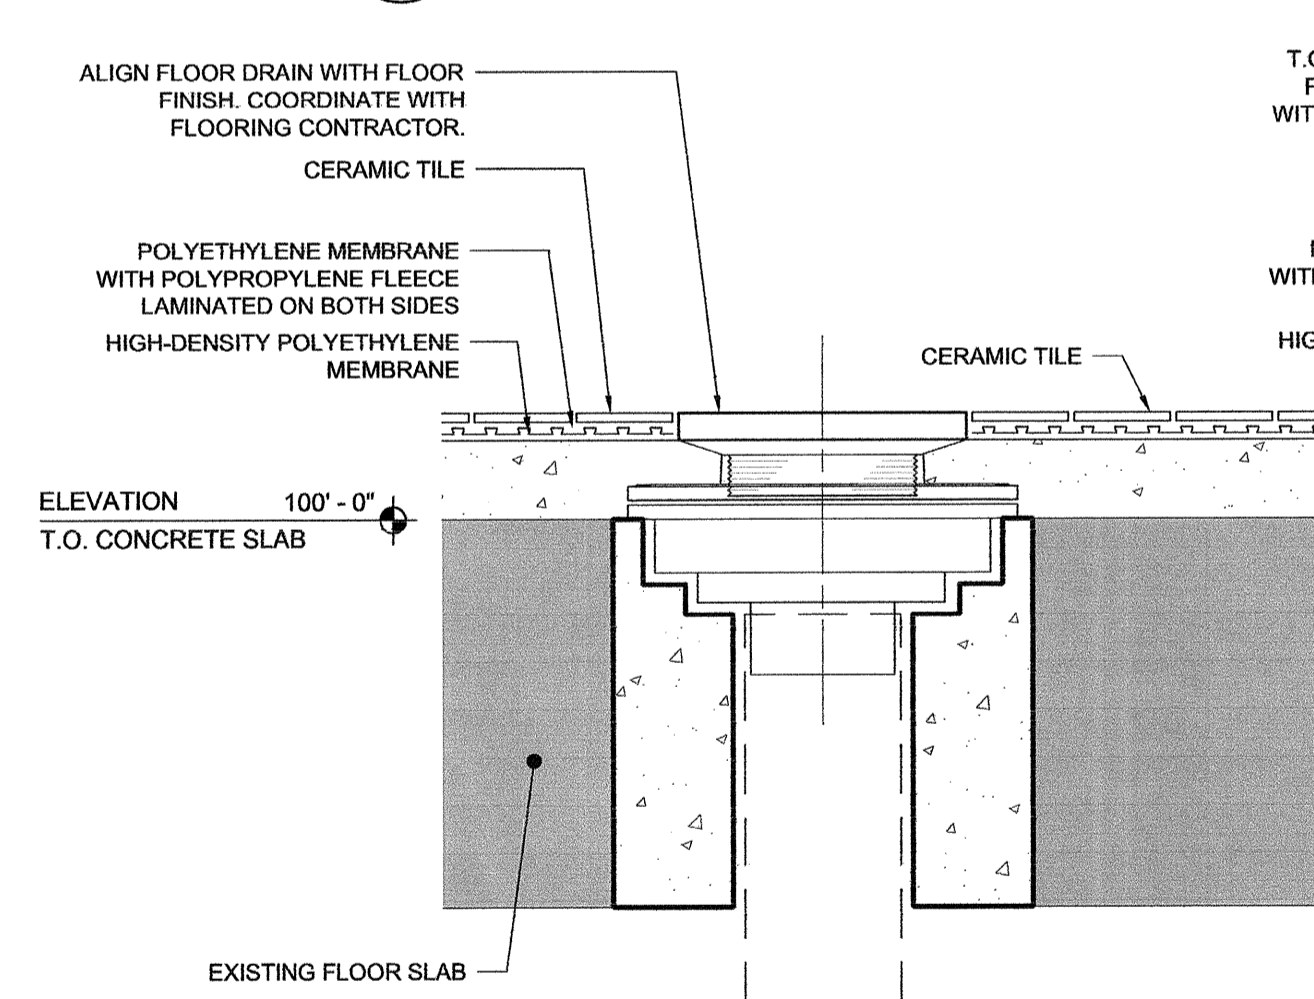 ALIGN FLOOR DRAIN WITH FLOOR
FINISH. COORDINATE WITH
FLOORING CONTRACTOR.
CERAMIC TILE
POLYETHYLENE MEMBRANE
WITH POLYPROPYLENE FLEECE
LAMINATED ON BOTH SIDES
HIGH-DENSITY POLYETHYLENE
MEMBRANE
CERAMIC TILE
ELEVATION 100' - 0"
T.O. CONCRETE SLAB
EXISTING FLOOR SLAB